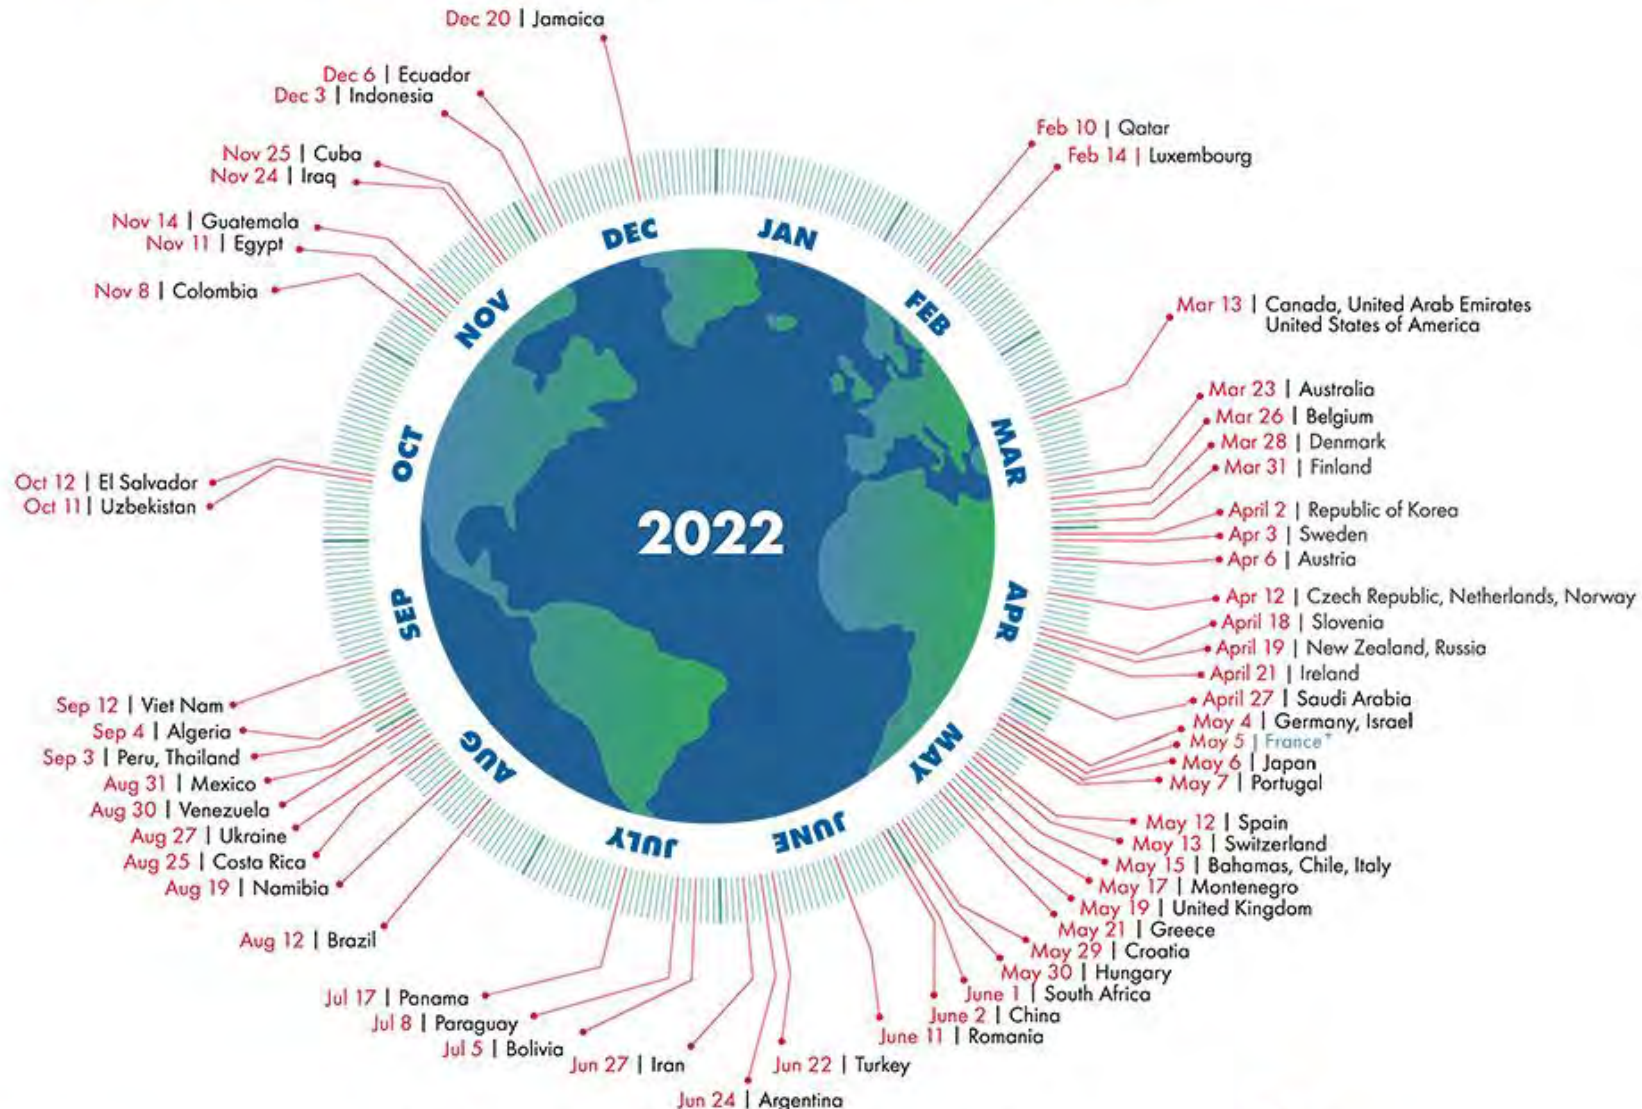 Dec 20 | Jamaica
Dec 6 | Ecuador
Dec 3 | Indonesia
Nov 25 | Cuba
Nov 24 | Iraq
Nov 14 | Guatemala
Nov 11 | Egypt
Nov 8 | Colombia
Oct 12 | El Salvador
Oct 11 | Uzbekistan
Sep 12 | Viet Nam
Sep 4 | Algeria
Sep 3 | Peru, Thailand
Aug 31 | Mexico
Aug 30 | Venezuela
Aug 27 | Ukraine
Aug 25 | Costa Rica
Aug 19 | Namibia
Aug 12 | Brazil
Jul 17 | Panama
Jul 8 | Paraguay
Jul 5 | Bolivia
Jun 27 | Iran
Jun 24 | Argentina
Jun 22 | Turkey
Feb 10 | Qatar
Feb 14 | Luxembourg
Mar 13 | Canada, United Arab Emirates
United States of America
Mar 23 | Australia
Mar 26 | Belgium
Mar 28 | Denmark
Mar 31 | Finland
April 2 | Republic of Korea
Apr 3 | Sweden
Apr 6 | Austria
Apr 12 | Czech Republic, Netherlands, Norway
April 18 | Slovenia
April 19 | New Zealand, Russia
April 21 | Ireland
April 27 | Saudi Arabia
May 4 | Germany, Israel
May 5 | France+
May 6 | Japan
May 7 | Portugal
May 12 | Spain
May 13 | Switzerland
May 15 | Bahamas, Chile, Italy
May 17 | Montenegro
May 19 | United Kingdom
May 21 | Greece
May 29 | Croatia
May 30 | Hungary
June 1 | South Africa
June 2 | China
June 11 | Romania
JAN
FEB
MAR
APR
MAY
JUNE
JULY
AUG
SEP
OCT
NOV
DEC
2022